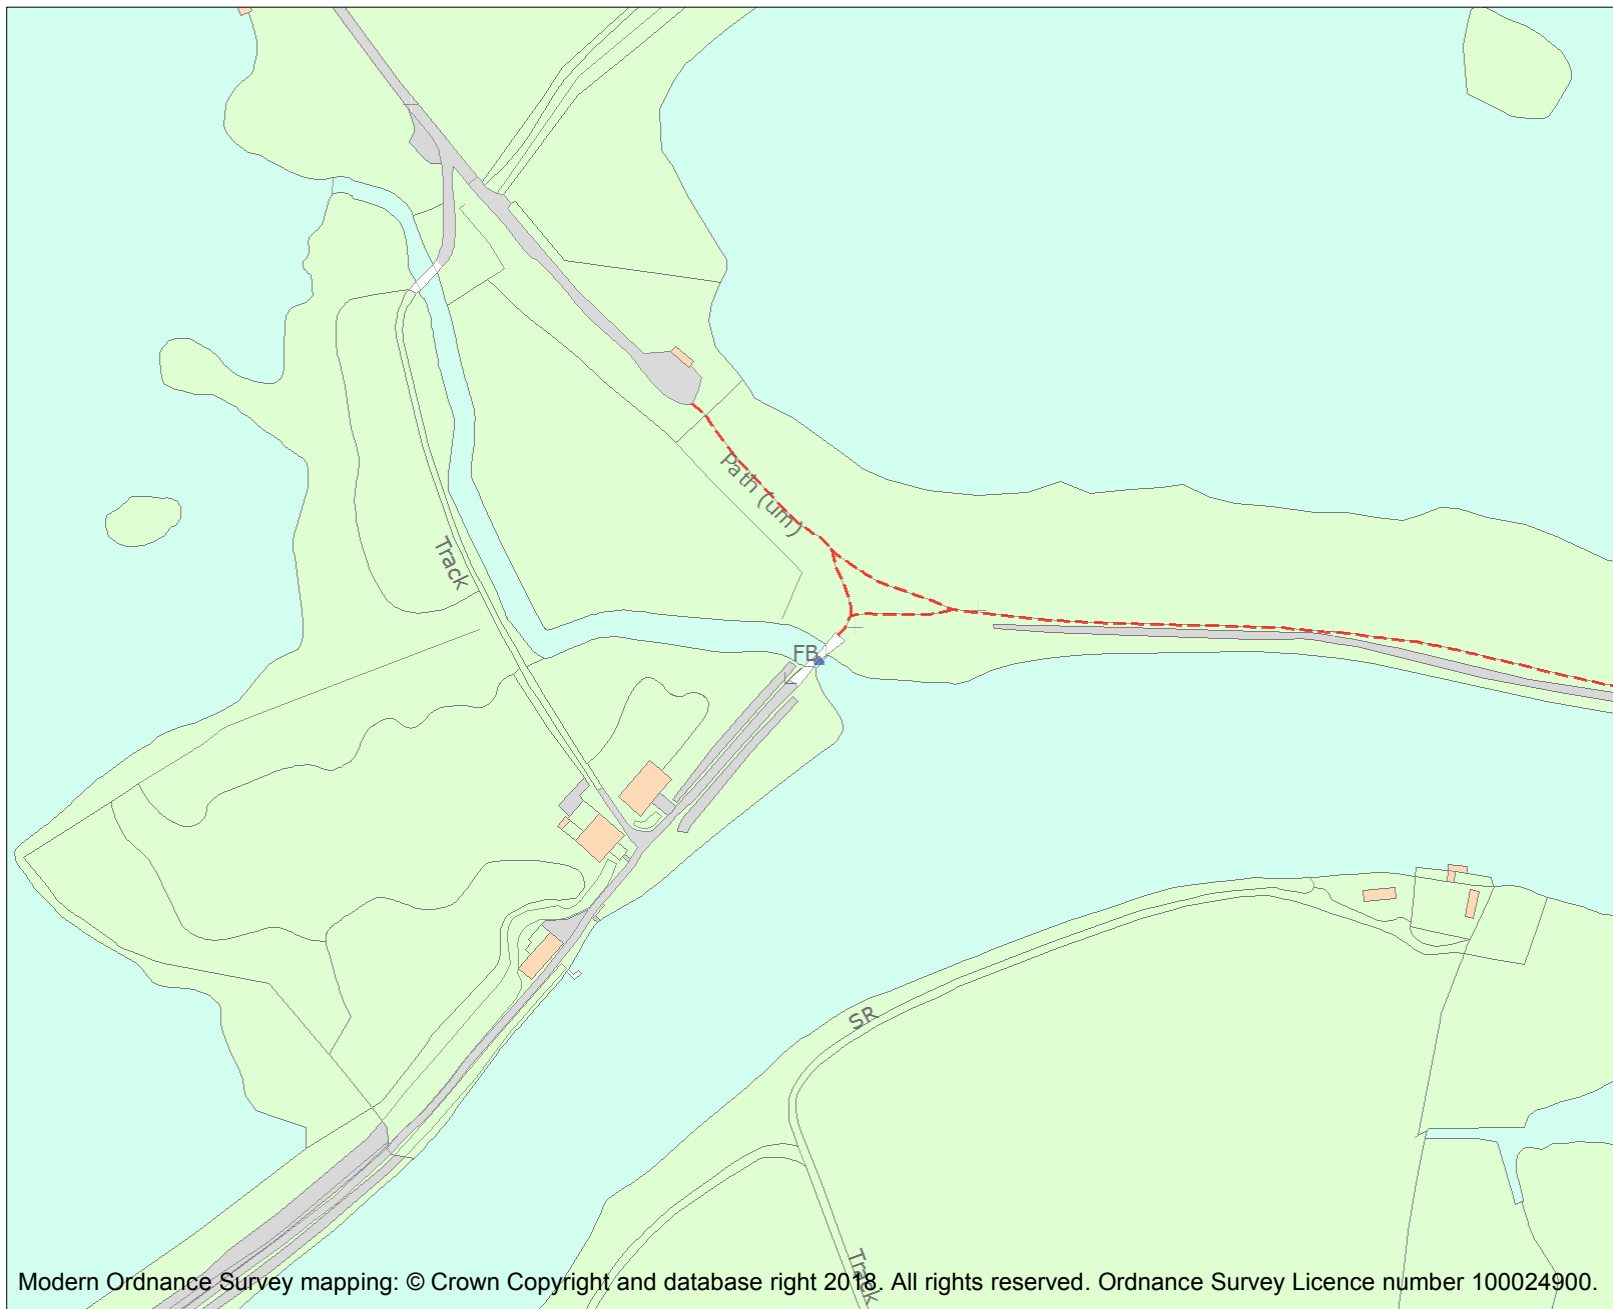 Path (um)
Track
FB
SR
Track
Modern Ordnance Survey mapping: © Crown Copyright and database right 2018. All rights reserved. Ordnance Survey Licence number 100024900.